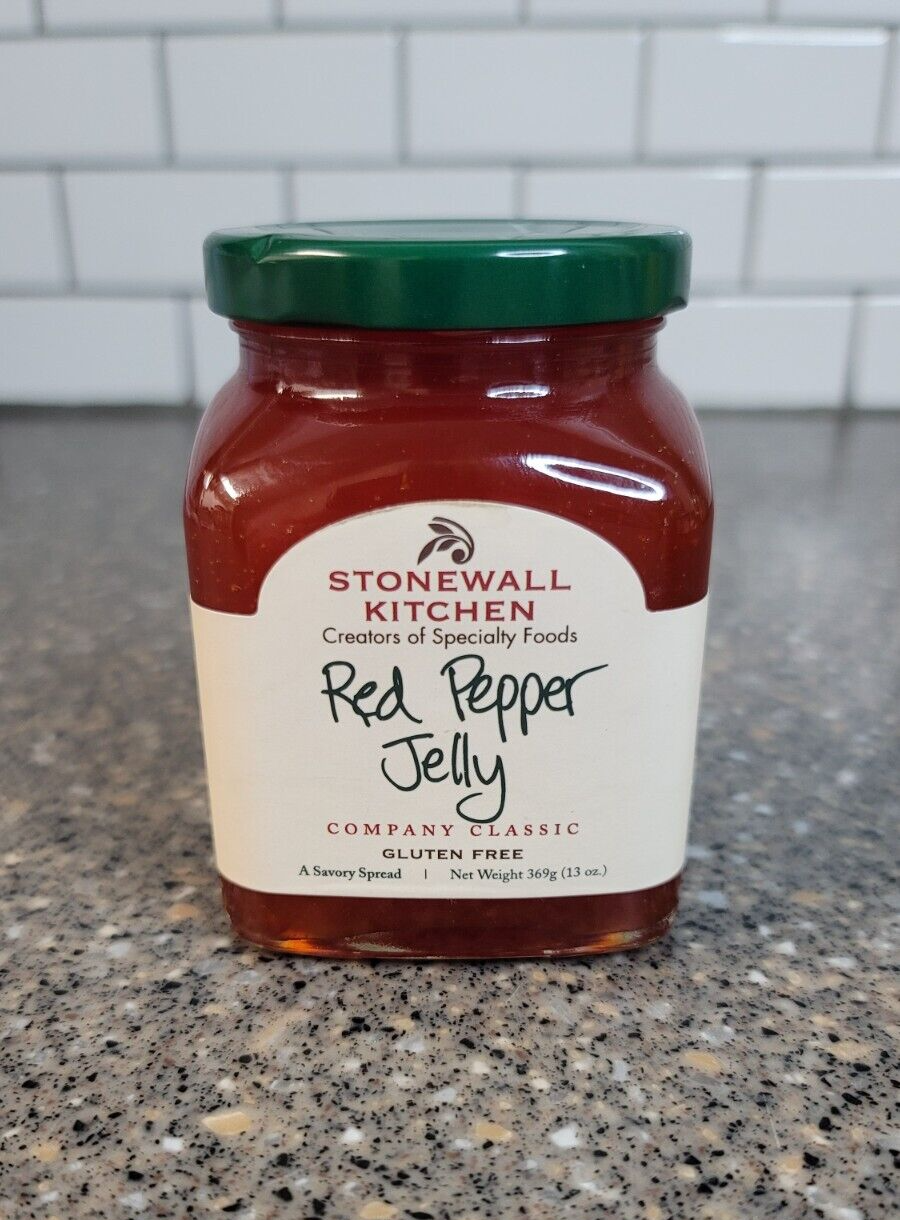 STONEWALL
KITCHEN
Creators of Specialty Foods
Red Pepper
Jelly
COMPANY CLASSIC
GLUTEN FREE
A Savory Spread | Net Weight 369g (13 oz.)